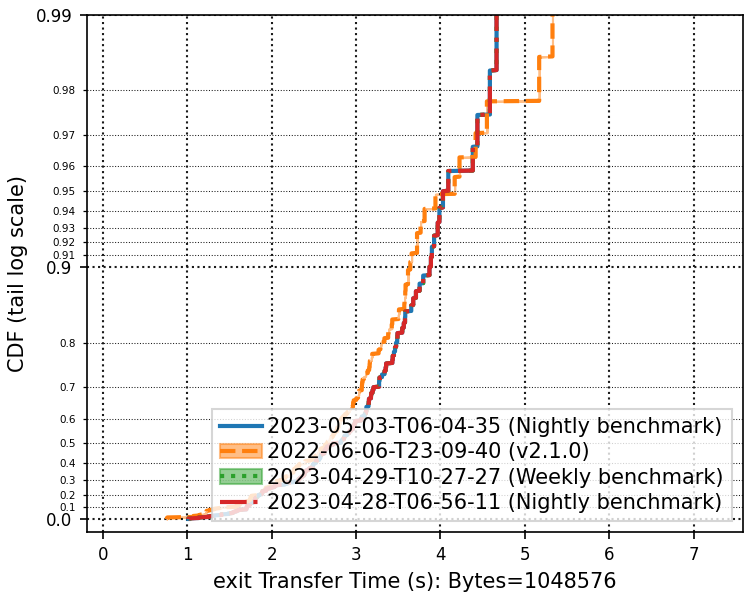 0.99
0.98
0.97
0.96
0.95
0.94
0.93
0.92
0.91
0.9
0.8
0.7
0.6
0.5
0.4
0.3
0.2
0.1
0.0
CDF (tail log scale)
2023-05-03-T06-04-35 (Nightly benchmark)
2022-06-06-T23-09-40 (v2.1.0)
2023-04-29-T10-27-27 (Weekly benchmark)
2023-04-28-T06-56-11 (Nightly benchmark)
0 1 2 3 4 5 6 7
exit Transfer Time (s): Bytes=1048576